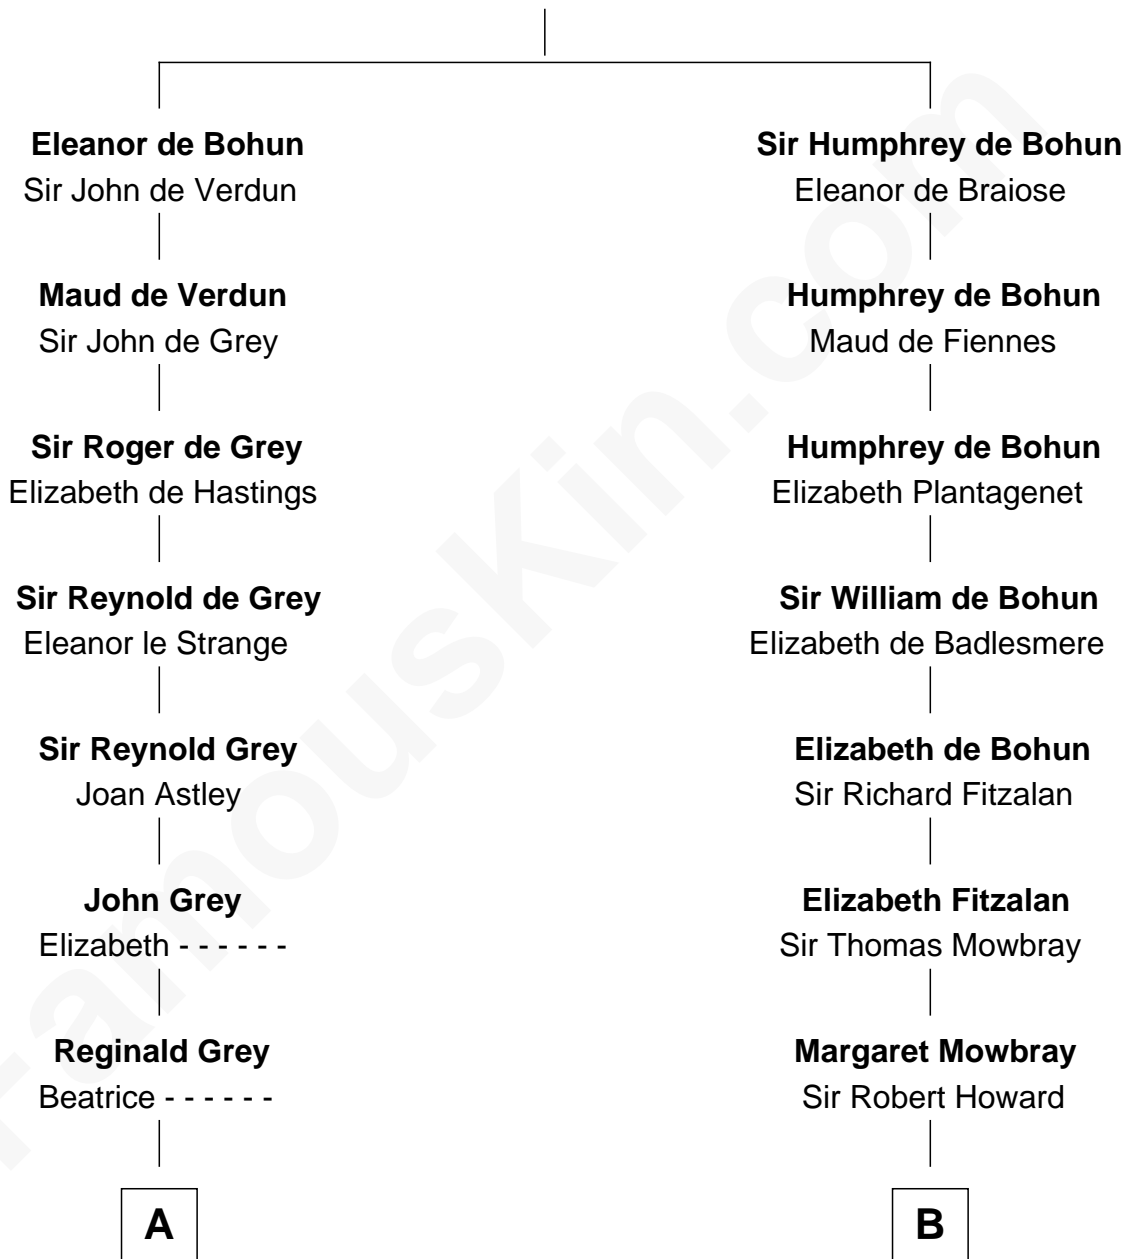 Eleanor de Bohun
Sir John de Verdun
Maud de Verdun
Sir John de Grey
Sir Roger de Grey
Elizabeth de Hastings
Sir Reynold de Grey
Eleanor le Strange
Sir Reynold Grey
Joan Astley
John Grey
Elizabeth - - - - - -
Reginald Grey
Beatrice - - - - - -
A
Sir Humphrey de Bohun
Eleanor de Braiose
Humphrey de Bohun
Maud de Fiennes
Humphrey de Bohun
Elizabeth Plantagenet
Sir William de Bohun
Elizabeth de Badlesmere
Elizabeth de Bohun
Sir Richard Fitzalan
Elizabeth Fitzalan
Sir Thomas Mowbray
Margaret Mowbray
Sir Robert Howard
B
FamousKin.com